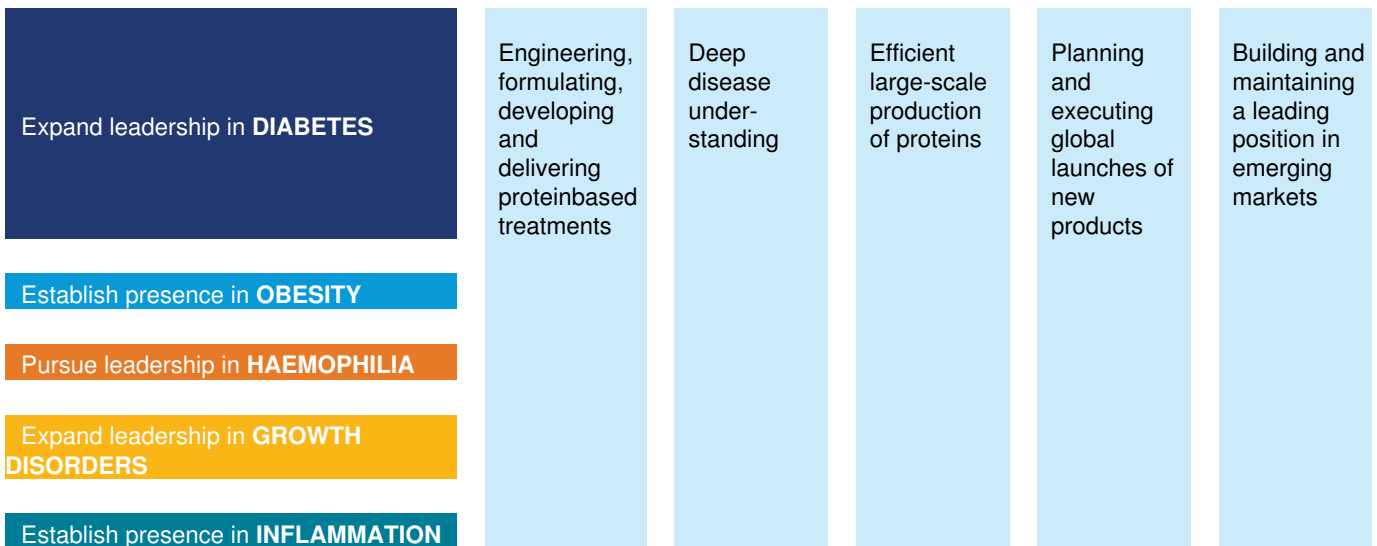 Expand leadership in DIABETES
Establish presence in OBESITY
Pursue leadership in HAEMOPHILIA
Expand leadership in GROWTH
DISORDERS
Establish presence in INFLAMMATION
Engineering,
formulating,
developing
and
delivering
proteinbased
treatments
Deep
disease
under-
standing
Efficient
large-scale
production
of proteins
Planning
and
executing
global
launches of
new
products
Building and
maintaining
a leading
position in
emerging
markets